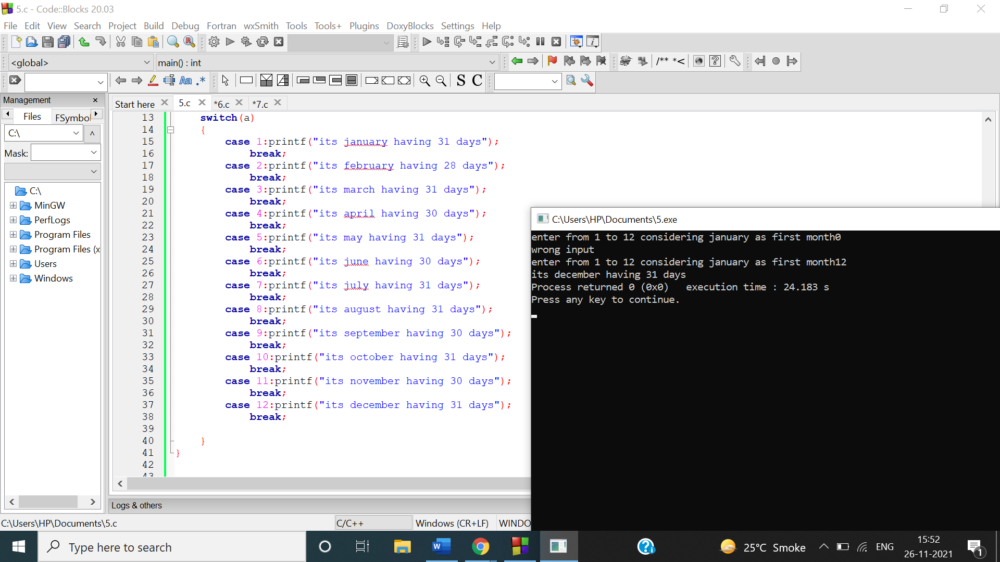 5.c - Code::Blocks 20.03
File Edit View Search Project Build Debug Fortran wxSmith Tools Tools+ Plugins DoxyBlocks Settings Help
<global> main() : int /** *<
Aa .* S C
Management
Files FSymbol
C:\
Mask:
C:\
MinGW
PerfLogs
Program Files
Program Files (x
Users
Windows
Start here 5.c *6.c *7.c
13 switch(a)
14 {
15 case 1:printf("its january having 31 days");
16 break;
17 case 2:printf("its february having 28 days");
18 break;
19 case 3:printf("its march having 31 days");
20 break;
21 case 4:printf("its april having 30 days");
22 break;
23 case 5:printf("its may having 31 days");
24 break;
25 case 6:printf("its june having 30 days");
26 break;
27 case 7:printf("its july having 31 days");
28 break;
29 case 8:printf("its august having 31 days");
30 break;
31 case 9:printf("its september having 30 days");
32 break;
33 case 10:printf("its october having 31 days");
34 break;
35 case 11:printf("its november having 30 days");
36 break;
37 case 12:printf("its december having 31 days");
38 break;
39
40 }
41 }
42
43
C:\Users\HP\Documents\5.exe
enter from 1 to 12 considering january as first month0
wrong input
enter from 1 to 12 considering january as first month12
its december having 31 days
Process returned 0 (0x0) execution time : 24.183 s
Press any key to continue.
Logs & others
C:\Users\HP\Documents\5.c C/C++ Windows (CR+LF) WINDO
Type here to search
25°C Smoke ENG 15:52
26-11-2021
1